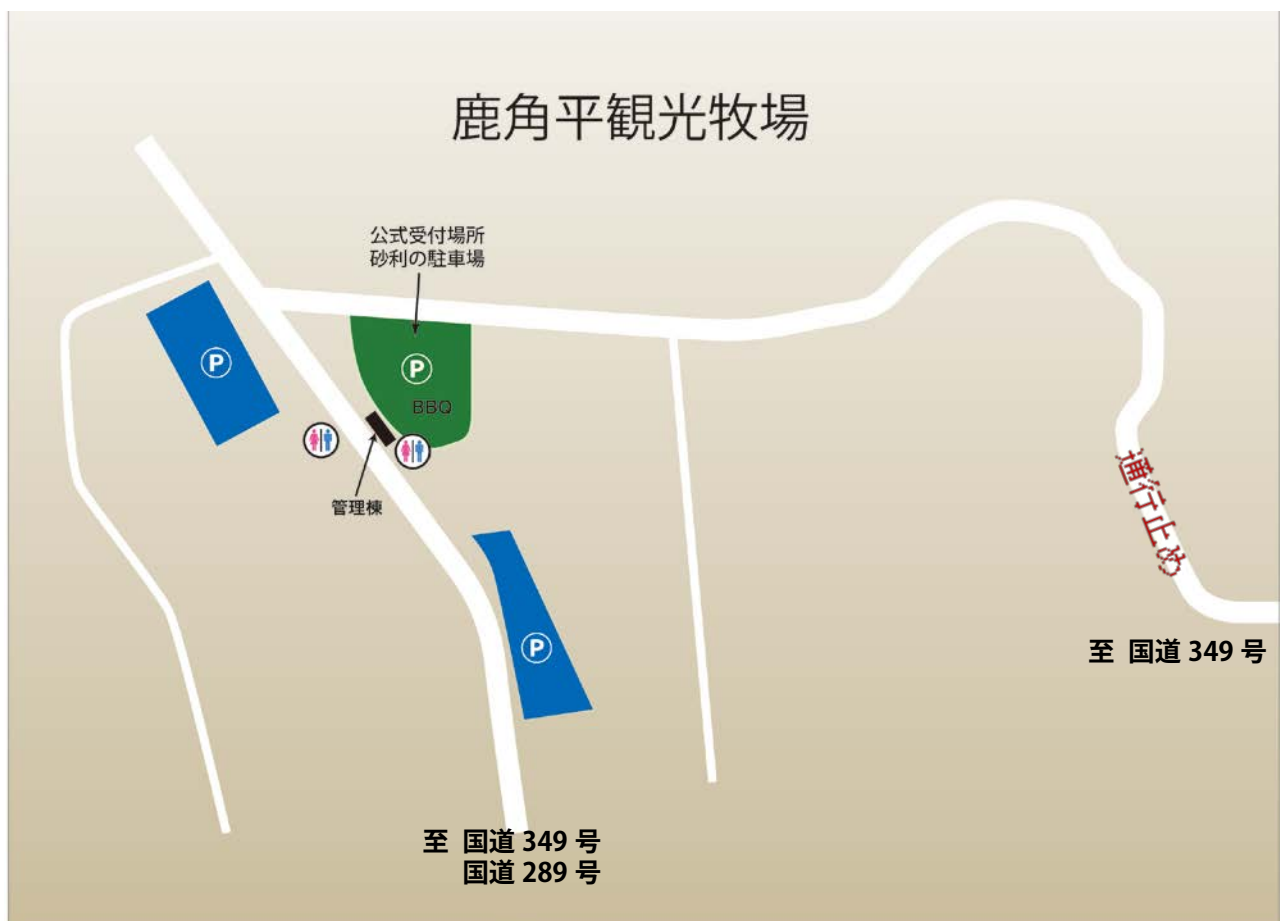 鹿角平観光牧場
公式受付場所
砂利の駐車場
P
P
BBQ
管理棟
通行止め
P
至 国道 349 号
至 国道 349 号
国道 289 号